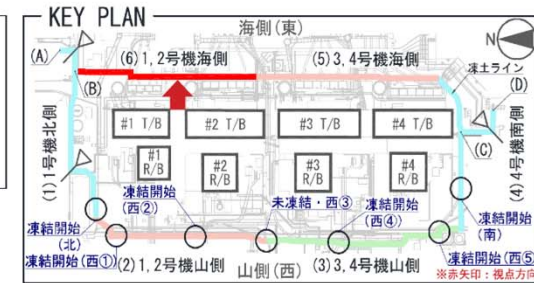 KEY PLAN
海側(東)
N
(A)
(6)1,2号機海側
(5)3,4号機海側
凍土ライン
(B)
(D)
(1)1号機北側
#1 T/B
#2 T/B
#3 T/B
#4 T/B
(C)
(4)4号機南側
#1
R/B
#2
R/B
#3
R/B
#4
R/B
凍結開始
(西②)
未凍結・西③
凍結開始
(西④)
凍結開始
(北)
凍結開始
(南)
凍結開始(西①)
(2)1,2号機山側
山側(西)
(3)3,4号機山側
凍結開始(西⑤)
※赤矢印：視点方向